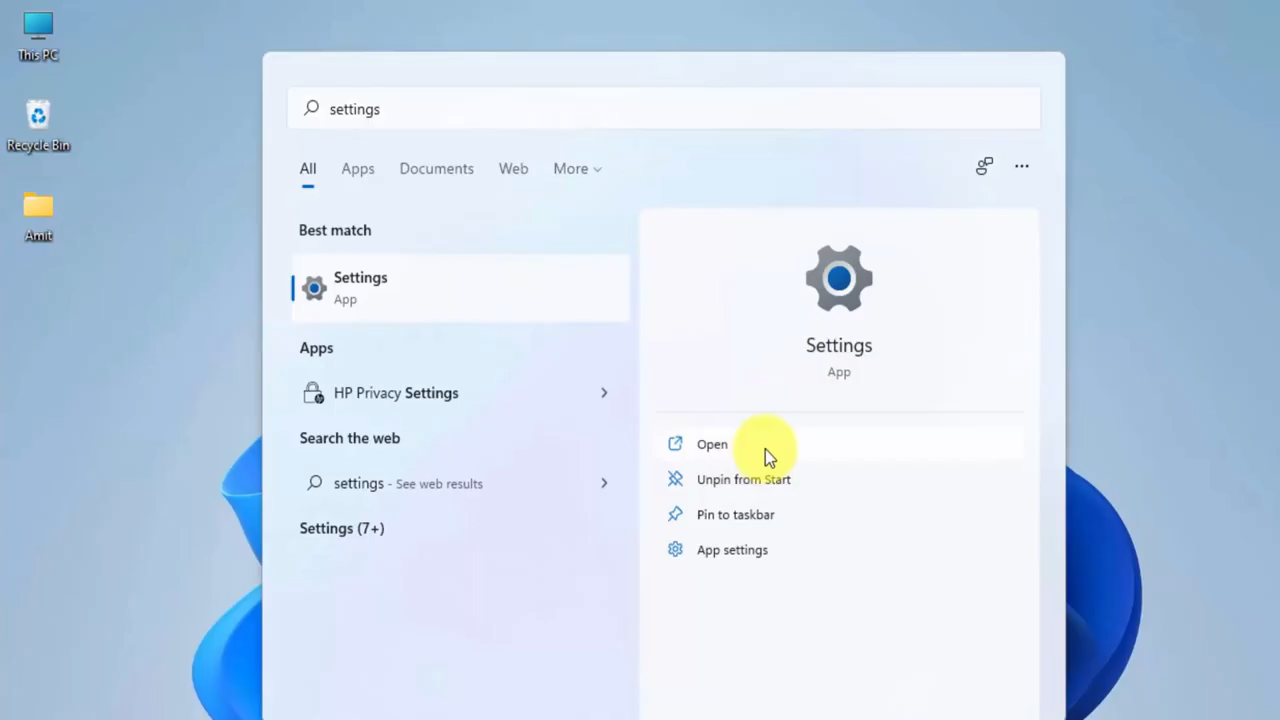 This PC
Recycle Bin
Amit
settings
All Apps Documents Web More
Best match
Settings
App
Apps
HP Privacy Settings
Search the web
settings - See web results
Settings (7+)
Settings
App
Open
Unpin from Start
Pin to taskbar
App settings